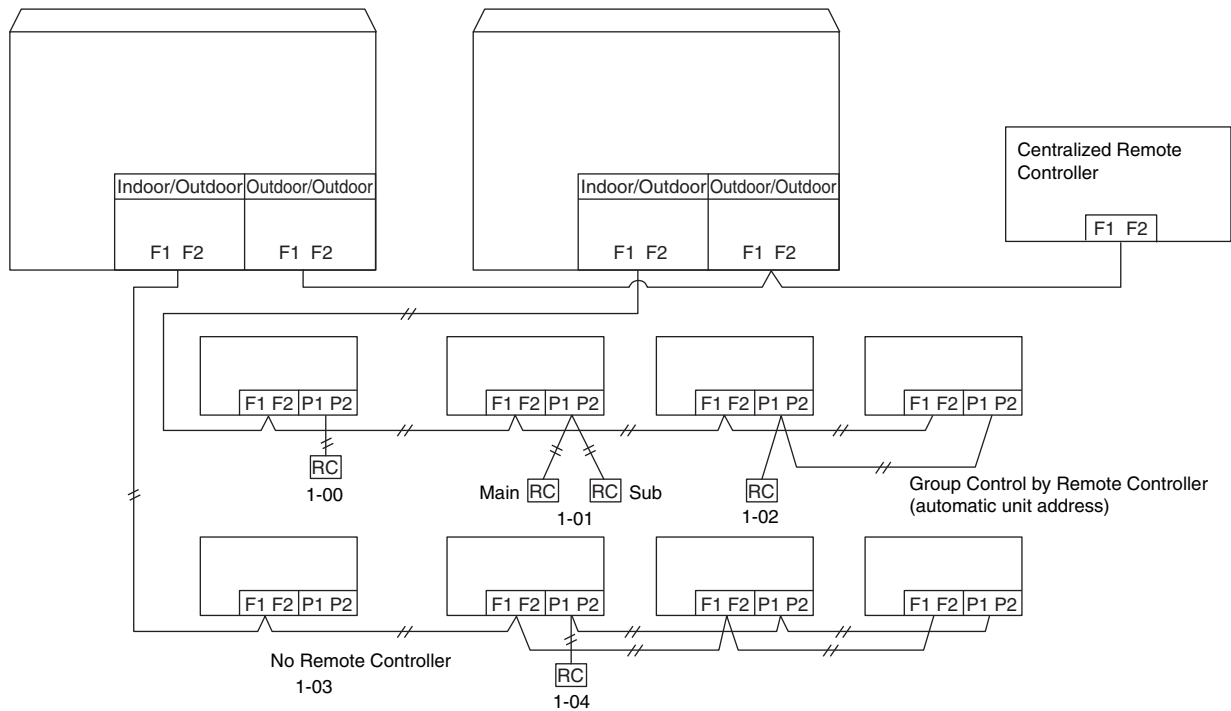 Indoor/Outdoor Outdoor/Outdoor
F1 F2 F1 F2
Indoor/Outdoor Outdoor/Outdoor
F1 F2 F1 F2
Centralized Remote
Controller
F1 F2
F1 F2 P1 P2
F1 F2 P1 P2
F1 F2 P1 P2
F1 F2 P1 P2
RC
1-00
Main RC RC Sub
1-01
RC
1-02
Group Control by Remote Controller
(automatic unit address)
F1 F2 P1 P2
F1 F2 P1 P2
F1 F2 P1 P2
F1 F2 P1 P2
No Remote Controller
1-03
RC
1-04